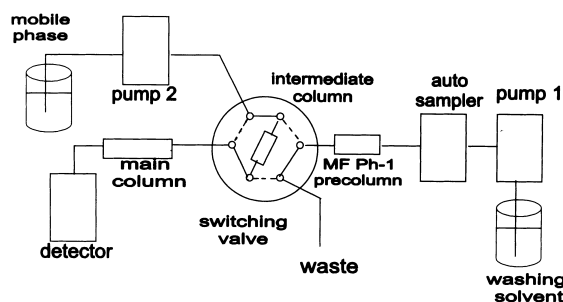 mobile
phase
pump 2
intermediate
column
auto
sampler
pump 1
main
column
MF Ph-1
precolumn
switching
valve
detector
waste
washing
solvent